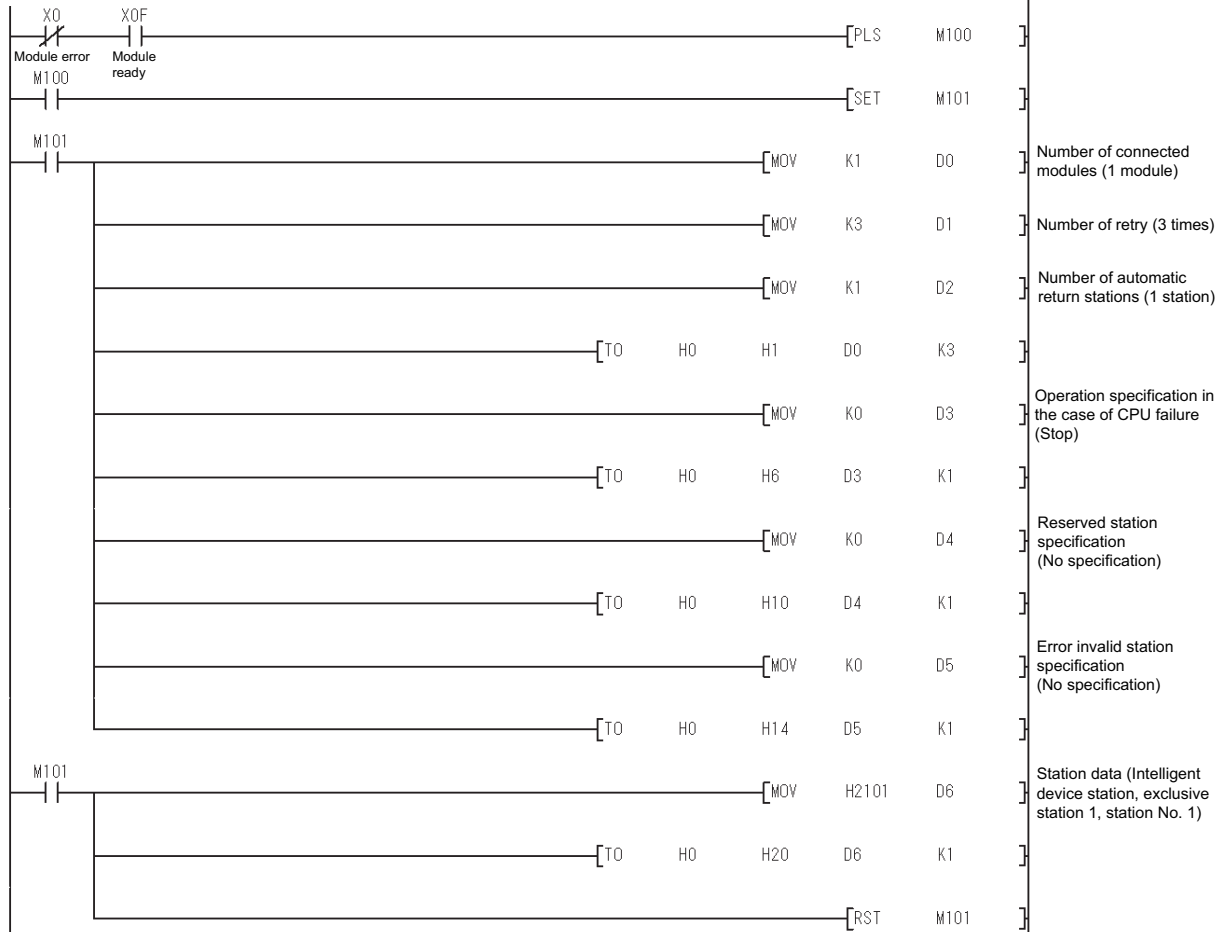 X0 X0F
[PLS M100 ]
Module error Module
ready
M100
[SET M101 ]
M101
[MOV K1 D0 ] Number of connected
modules (1 module)
[MOV K3 D1 ] Number of retry (3 times)
[MOV K1 D2 ] Number of automatic
return stations (1 station)
[TO H0 H1 D0 K3 ]
[MOV K0 D3 ] Operation specification in
the case of CPU failure
(Stop)
[TO H0 H6 D3 K1 ]
[MOV K0 D4 ] Reserved station
specification
(No specification)
[TO H0 H10 D4 K1 ]
[MOV K0 D5 ] Error invalid station
specification
(No specification)
[TO H0 H14 D5 K1 ]
M101
[MOV H2101 D6 ] Station data (Intelligent
device station, exclusive
station 1, station No. 1)
[TO H0 H20 D6 K1 ]
[RST M101 ]